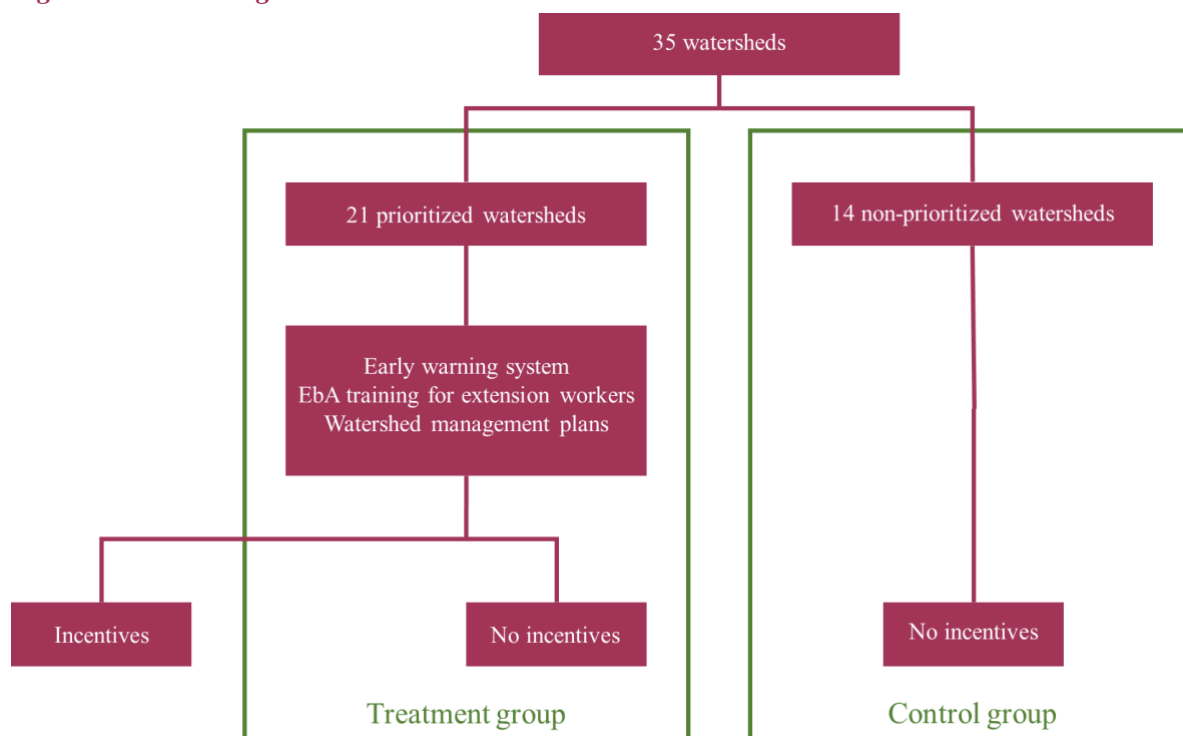 35 watersheds
21 prioritized watersheds
14 non-prioritized watersheds
Early warning system
EbA training for extension workers
Watershed management plans
Incentives
No incentives
No incentives
Treatment group
Control group